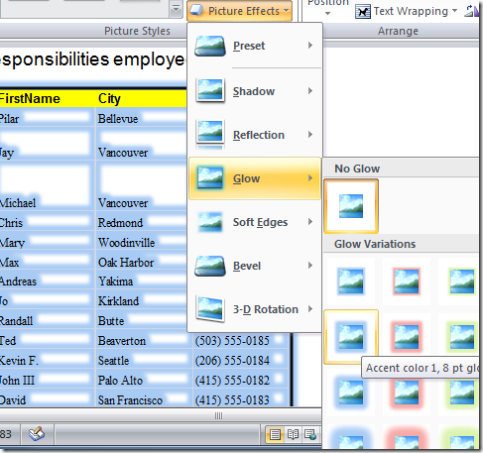 Picture Effects
Position
Text Wrapping
Picture Styles
Arrange
Preset
Shadow
Reflection
Glow
Soft Edges
Bevel
3-D Rotation
No Glow
Glow Variations
Accent color 1, 8 pt
esponsibilities employe
FirstName City
Pilar Bellevue
Jay Vancouver
Michael Vancouver
Chris Redmond
Mary Woodinville
Max Oak Harbor
Andreas Yakima
Jo Kirkland
Randall Butte
Ted Beaverton (503) 555-0185
Kevin F. Seattle (206) 555-0184
John III Palo Alto (415) 555-0182
David San Francisco (415) 555-0183
83